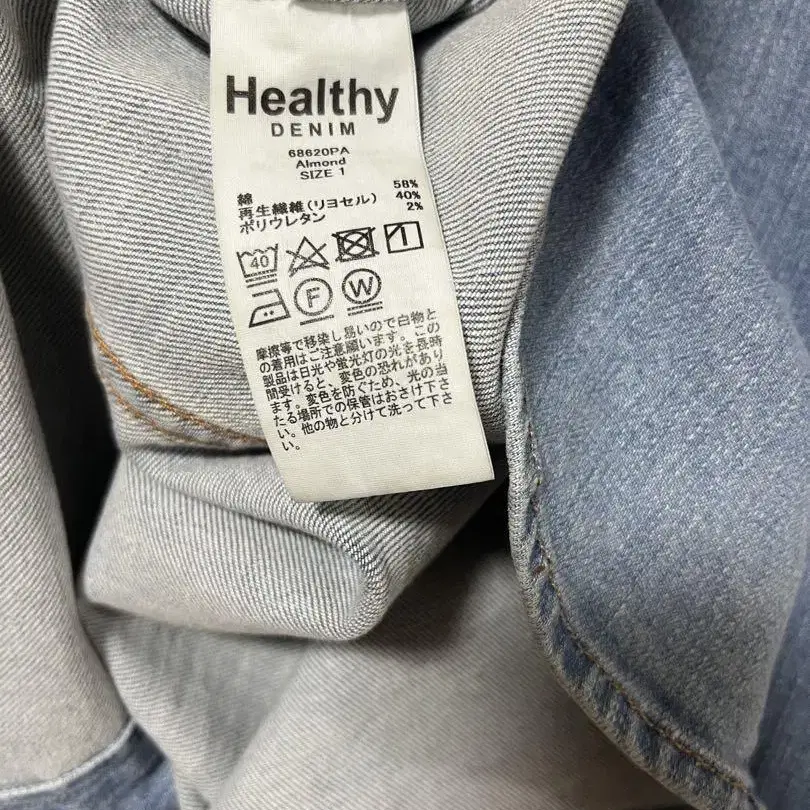 Healthy
DENIM
68620PA
Almond
SIZE 1
綿 58%
再生繊維(リヨセル) 40%
ポリウレタン 2%
40
F
W
摩擦等で移染し易いので白物と
の着用はご注意願います。この
製品は日光や蛍光灯の光を長時
間受けると、変色の恐れがあり
ます。変色を防ぐため、光の当
たる場所での保管はおさけ下さ
い。他の物と分けて洗って下さ
い。